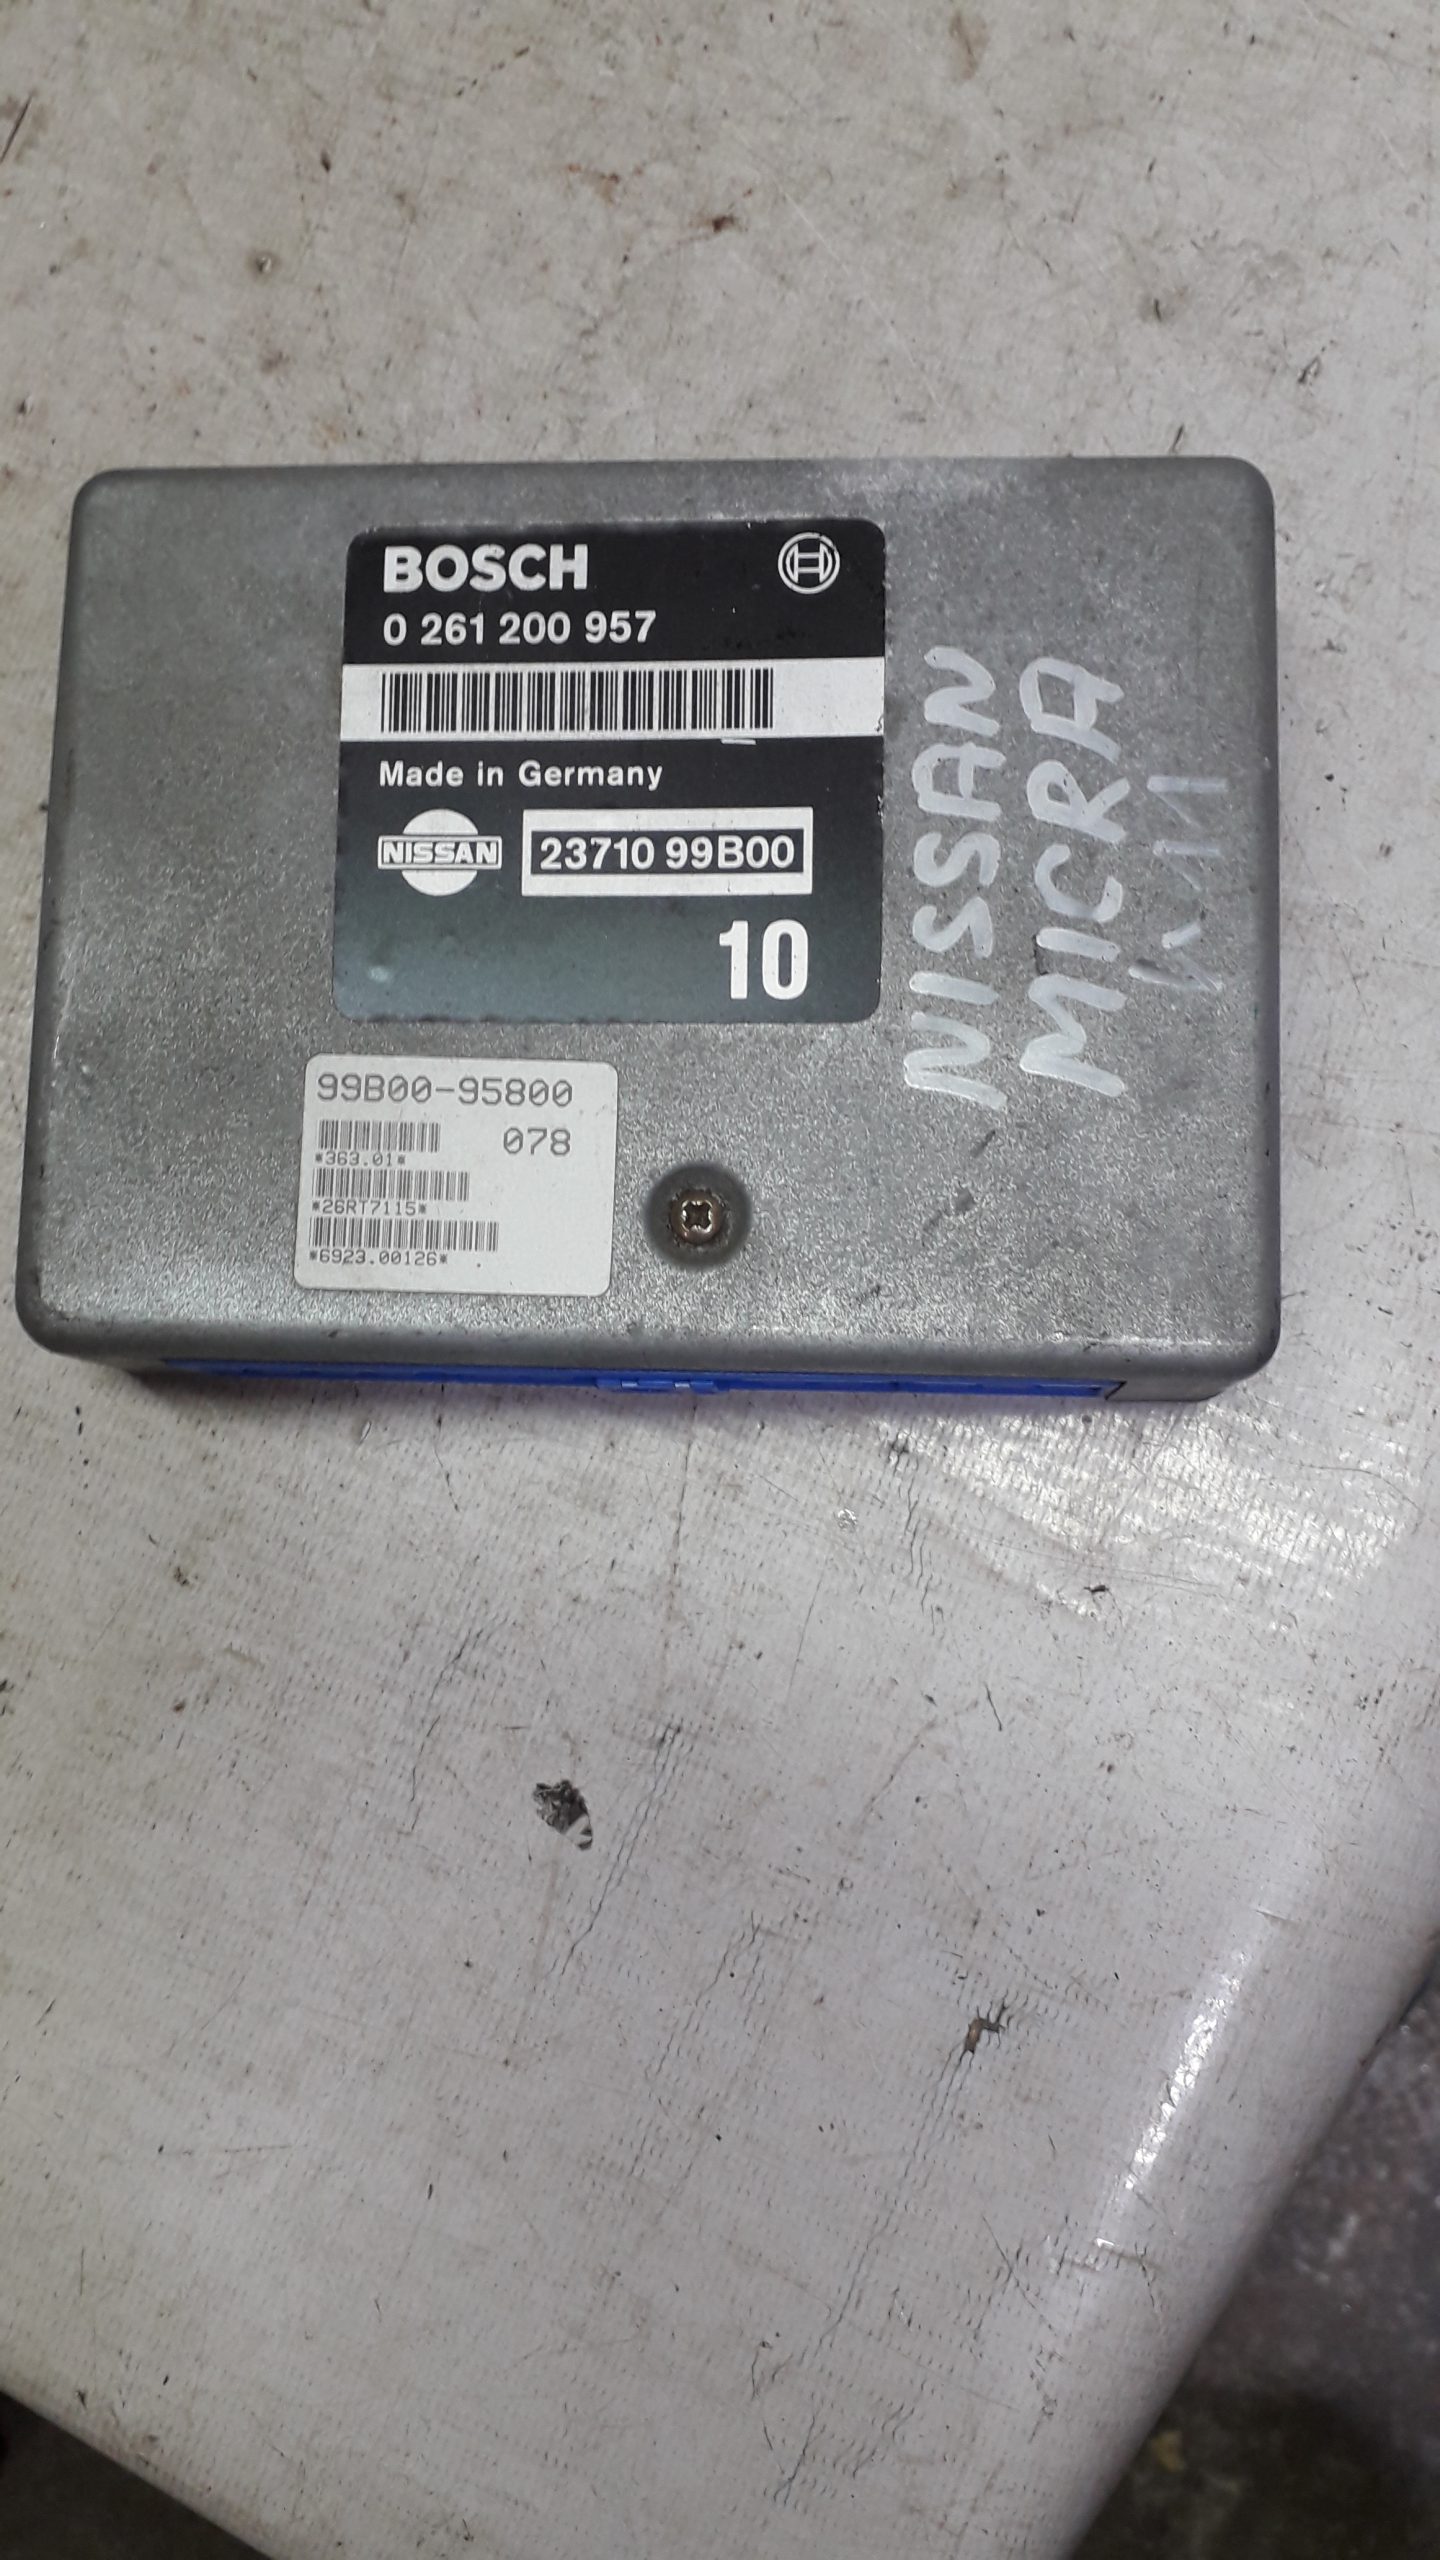 BOSCH
0 261 200 957
Made in Germany
NISSAN
23710 99B00
10
99B00-95800
078
*363.01*
*26RT7115*
*6923.00126*
NISSAN
MICRA